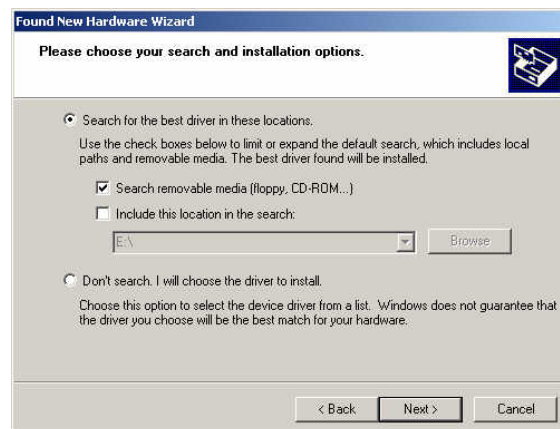 Found New Hardware Wizard
Please choose your search and installation options.
Search for the best driver in these locations.
Use the check boxes below to limit or expand the default search, which includes local
paths and removable media. The best driver found will be installed.
Search removable media (floppy, CD-ROM...)
Include this location in the search:
E:\
Browse
Don't search. I will choose the driver to install.
Choose this option to select the device driver from a list. Windows does not guarantee that
the driver you choose will be the best match for your hardware.
< Back Next > Cancel